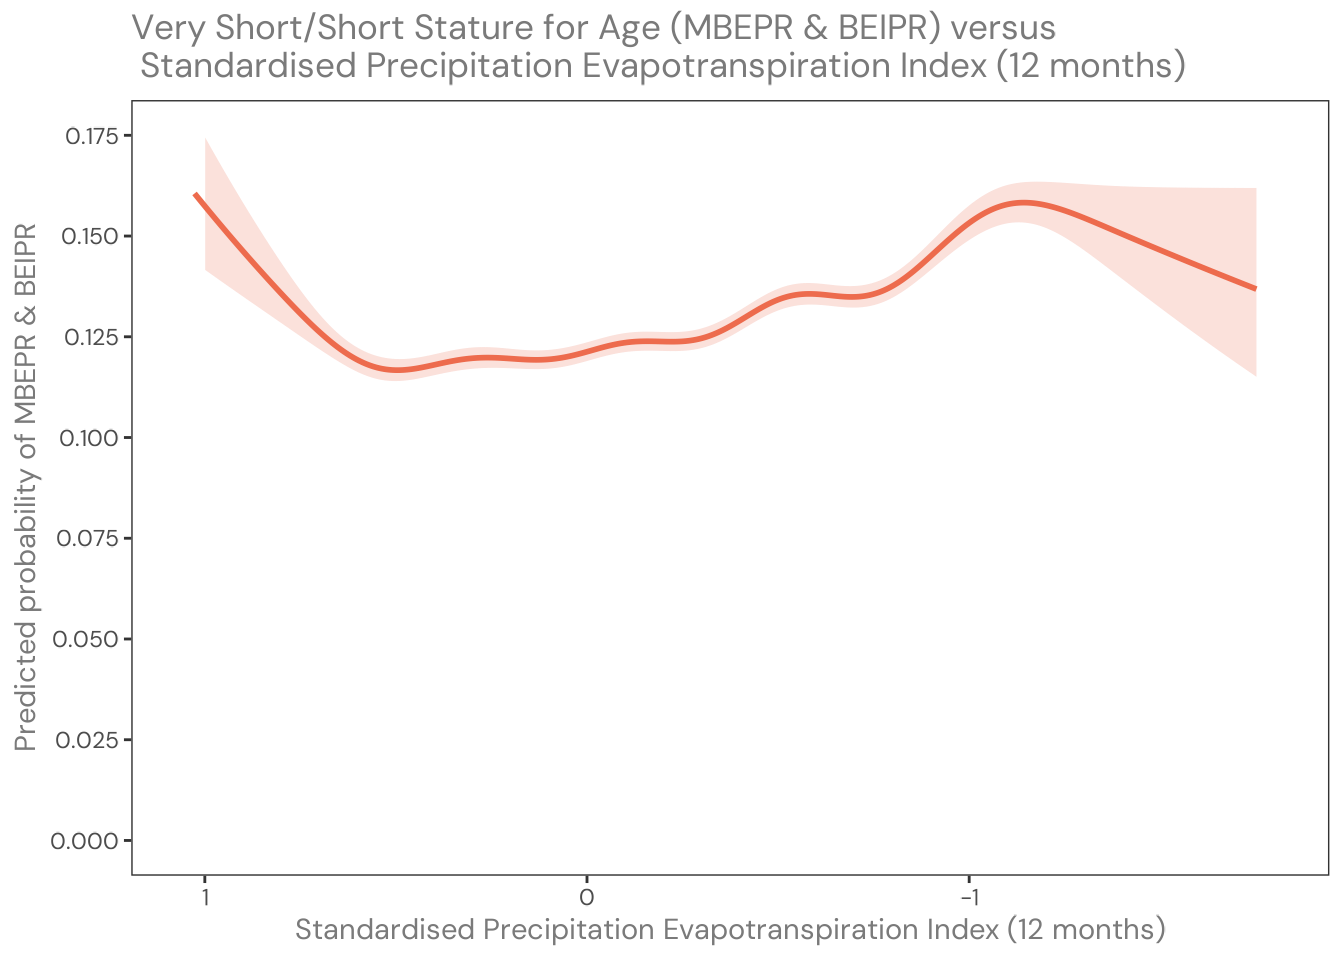 Very Short/Short Stature for Age (MBEPR & BEIPR) versus
Standardised Precipitation Evapotranspiration Index (12 months)
Predicted probability of MBEPR & BEIPR
0.175
0.150
0.125
0.100
0.075
0.050
0.025
0.000
1
0
-1
Standardised Precipitation Evapotranspiration Index (12 months)